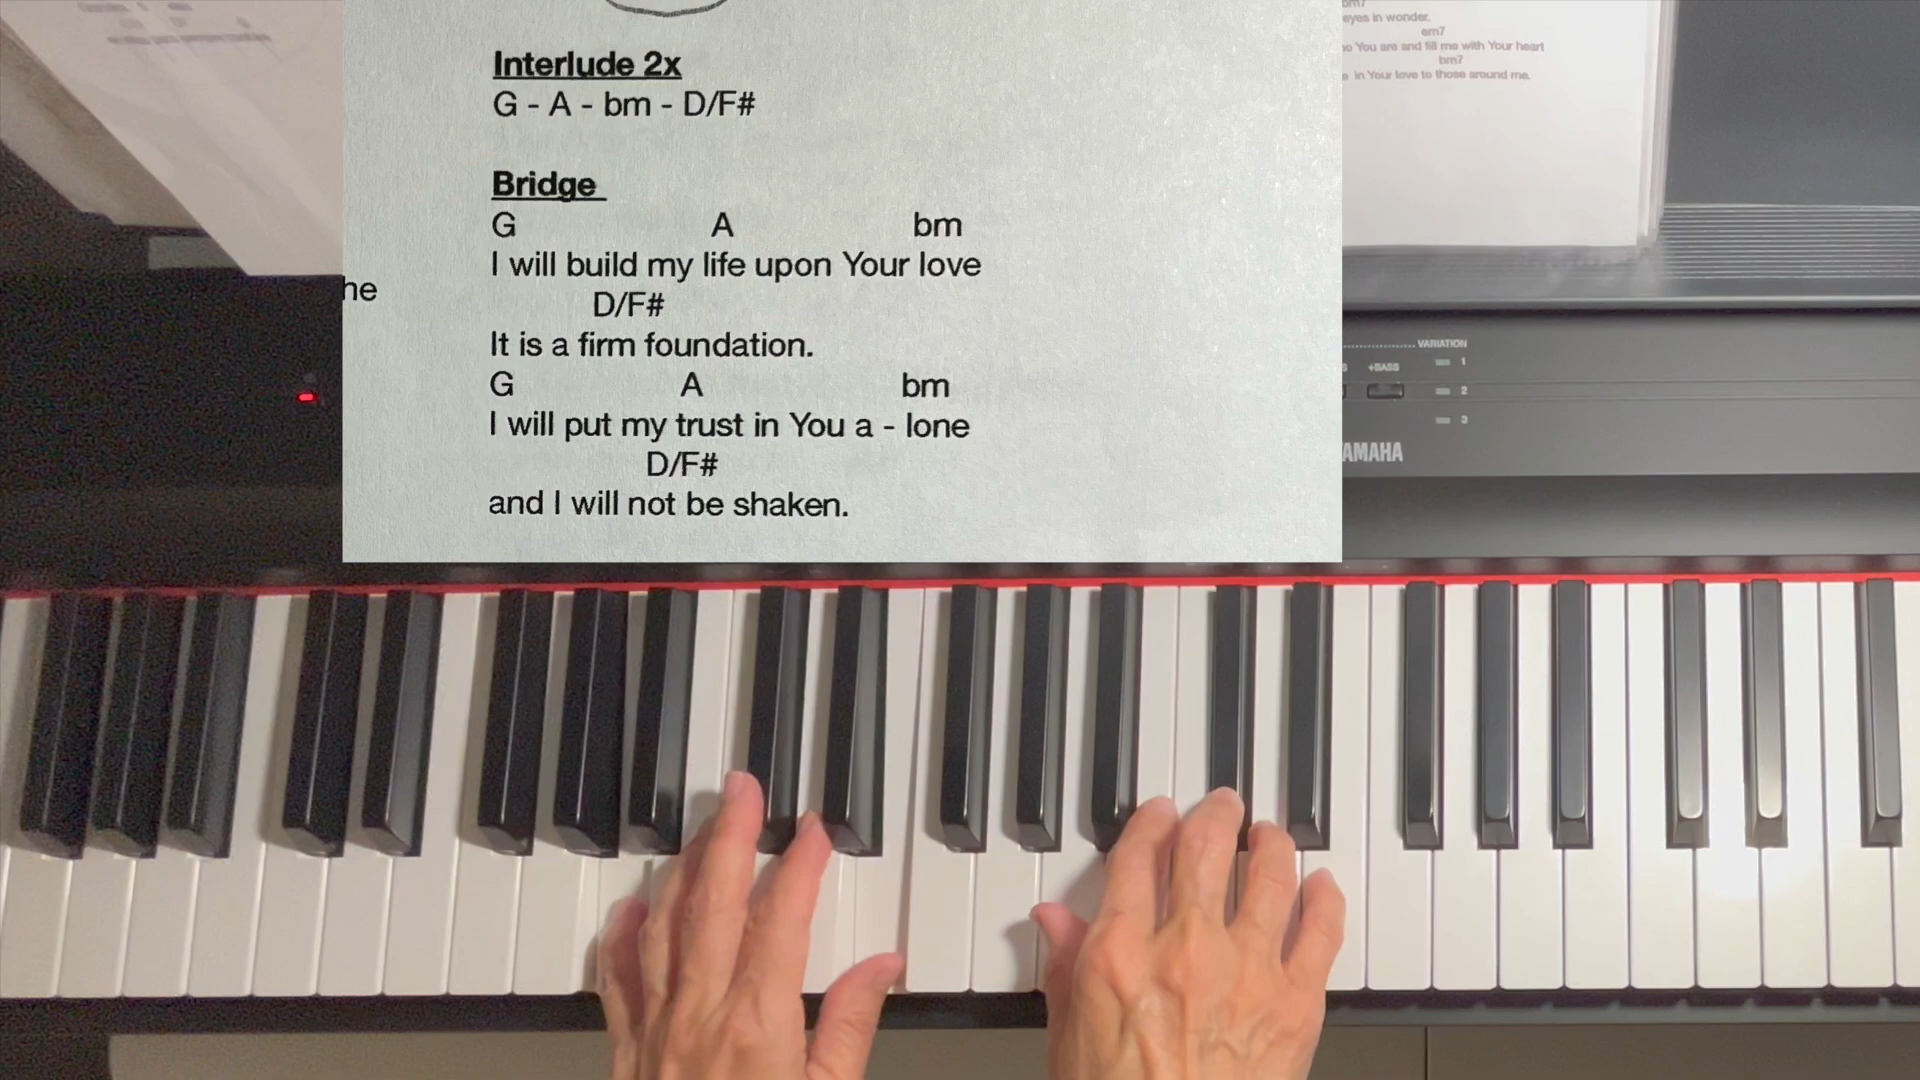 Interlude 2x
G - A - bm - D/F#
Bridge
G A bm
I will build my life upon Your love
D/F#
It is a firm foundation.
G A bm
I will put my trust in You a - lone
D/F#
and I will not be shaken.
he
bm7
eyes in wonder.
em7
You are and fill me with Your heart
bm7
in Your love to those around me.
VARIATION
+BASS
1
2
3
AMAHA